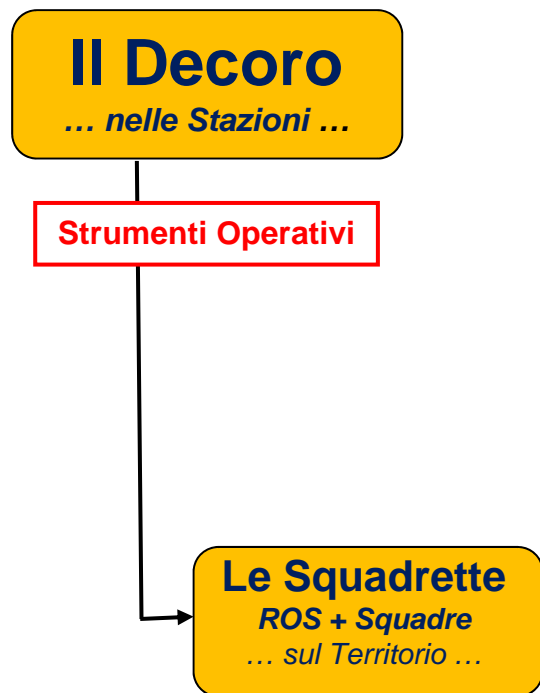 Il Decoro
… nelle Stazioni …
Strumenti Operativi
Le Squadrette
ROS + Squadre
… sul Territorio …